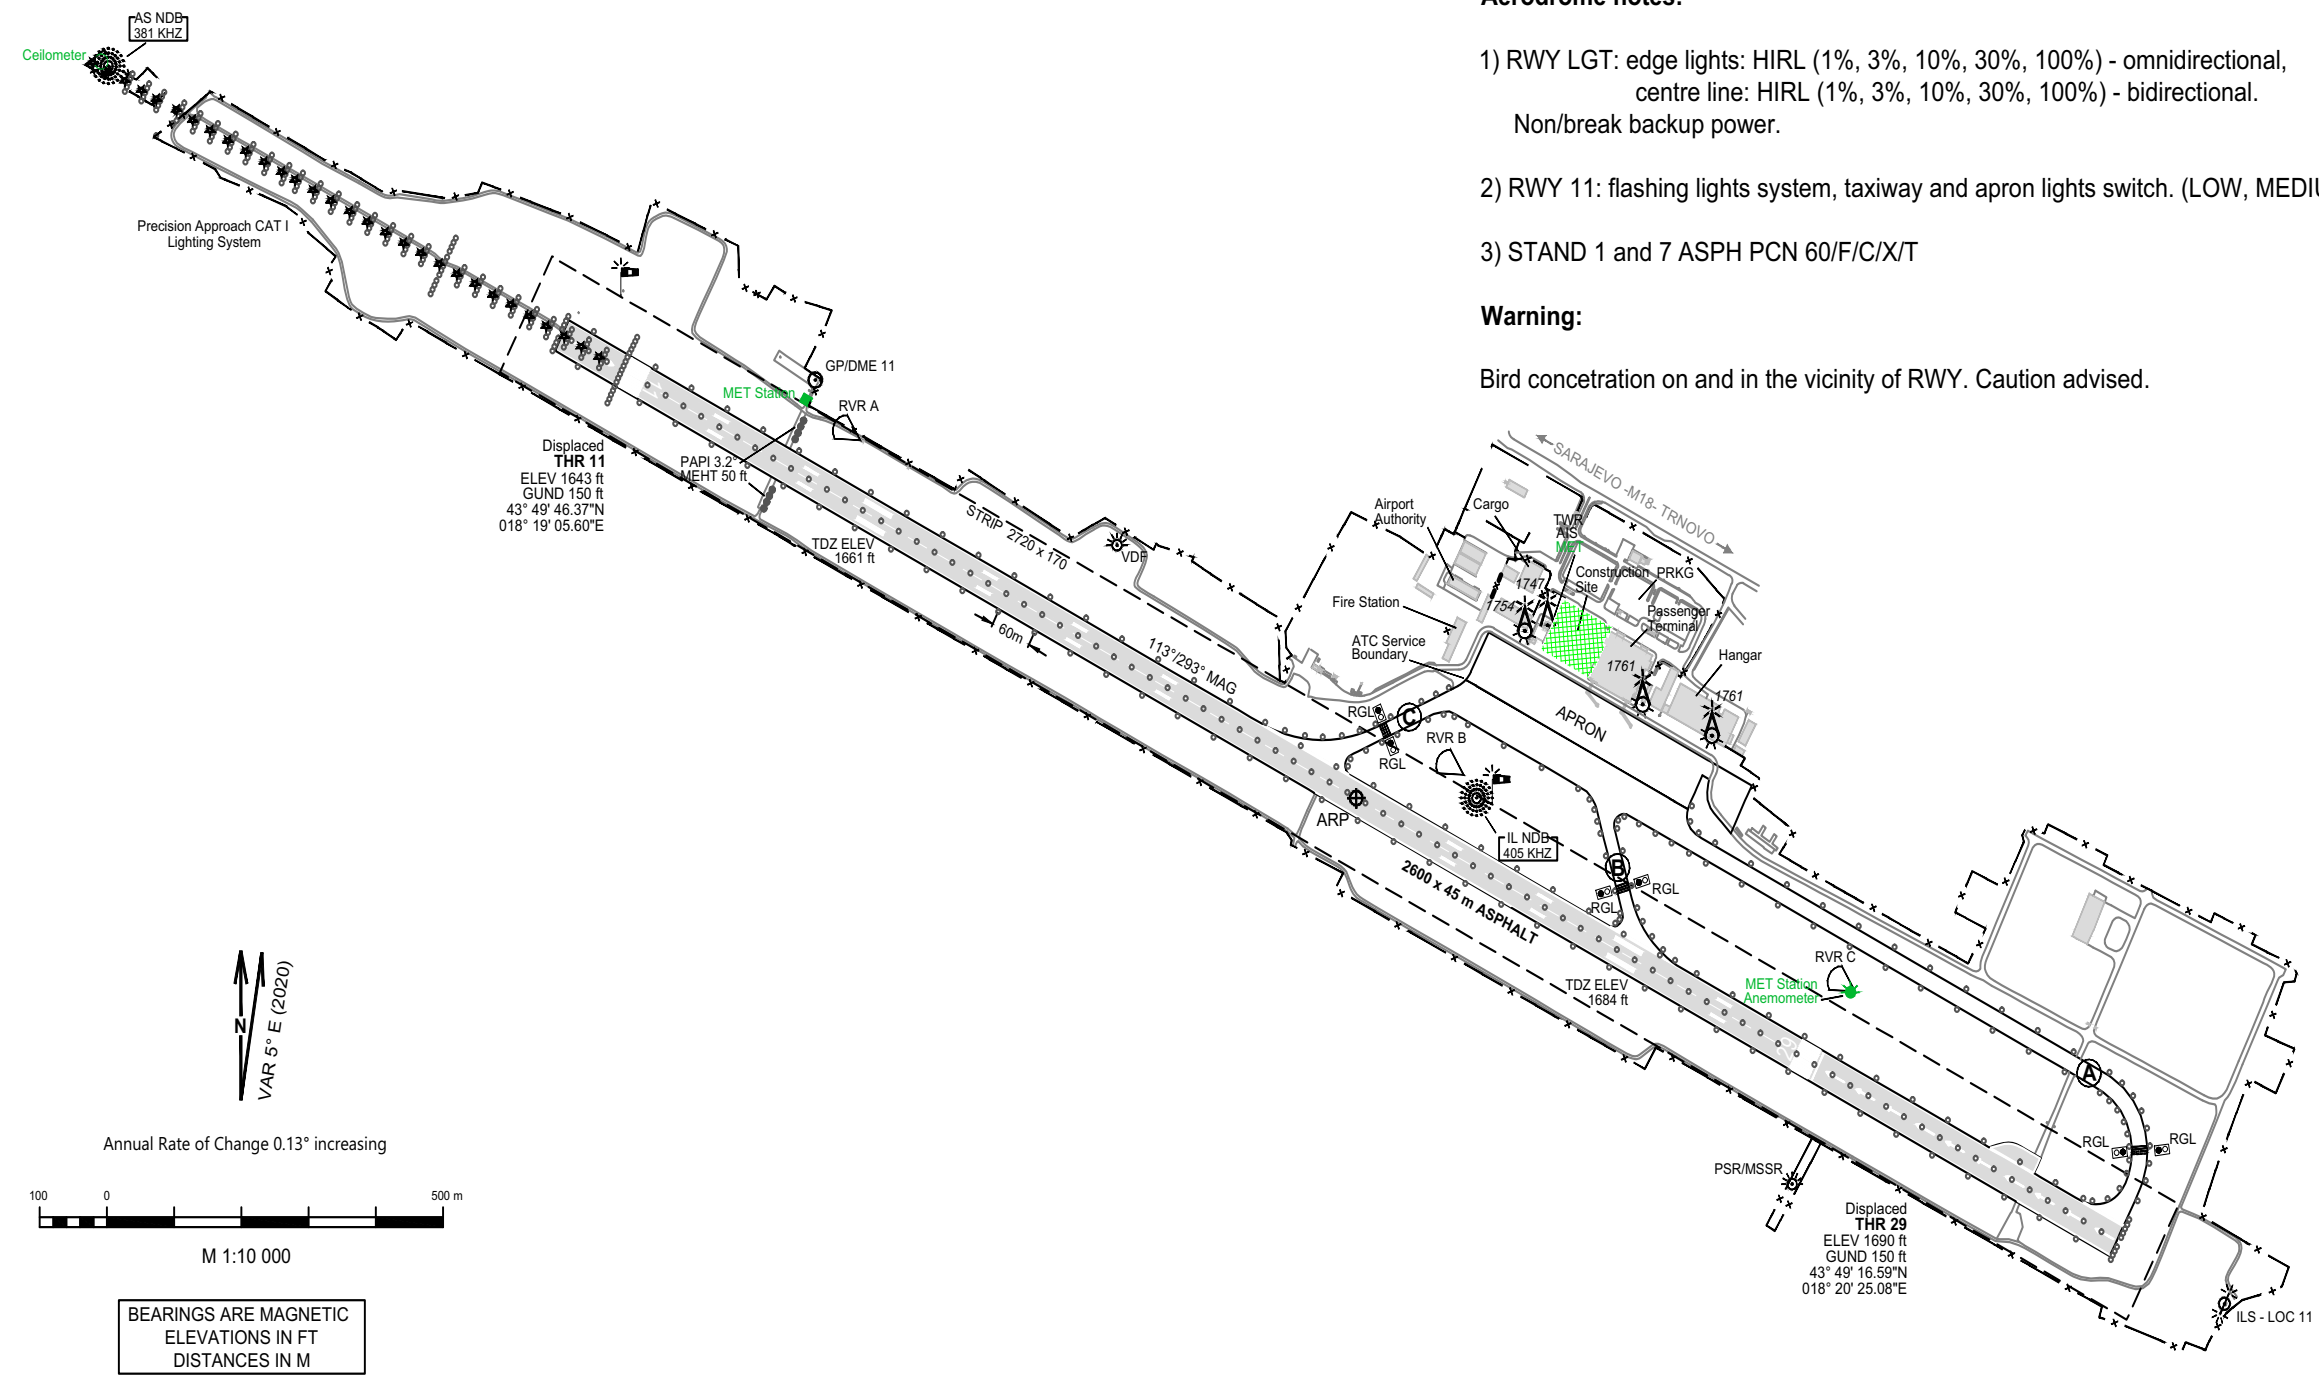 Aerodrome notes:
1) RWY LGT: edge lights: HIRL (1%, 3%, 10%, 30%, 100%) - omnidirectional,
centre line: HIRL (1%, 3%, 10%, 30%, 100%) - bidirectional.
Non/break backup power.
2) RWY 11: flashing lights system, taxiway and apron lights switch. (LOW,
3) STAND 1 and 7 ASPH PCN 60/F/C/X/T
Warning:
Bird concetration on and in the vicinity of RWY. Caution advised.
AS NDB
381 KHZ
Ceilometer
Precision Approach CAT I
Lighting System
GP/DME 11
MET Station
RVR A
Displaced
THR 11
ELEV 1643 ft
GUND 150 ft
43° 49' 46.37"N
018° 19' 05.60"E
PAPI 3.2°
MEHT 50 ft
TDZ ELEV
1661 ft
STRIP 2720 x 170
VDF
60m
113°/293° MAG
SARAJEVO -M18- TRNOVO
Airport
Authority
Cargo
TWR
AIS
MET
Construction
Site
PRKG
1747
1754
Passenger
Terminal
Fire Station
ATC Service
Boundary
1761
Hangar
1761
APRON
RGL
C
RGL
RVR B
ARP
IL NDB
405 KHZ
B
RGL
RGL
2600 x 45 m ASPHALT
TDZ ELEV
1684 ft
RVR C
MET Station
Anemometer
A
RGL
RGL
PSR/MSSR
Displaced
THR 29
ELEV 1690 ft
GUND 150 ft
43° 49' 16.59"N
018° 20' 25.08"E
ILS - LOC 11
N
VAR 5° E (2020)
Annual Rate of Change 0.13° increasing
100 0 500 m
M 1:10 000
BEARINGS ARE MAGNETIC
ELEVATIONS IN FT
DISTANCES IN M